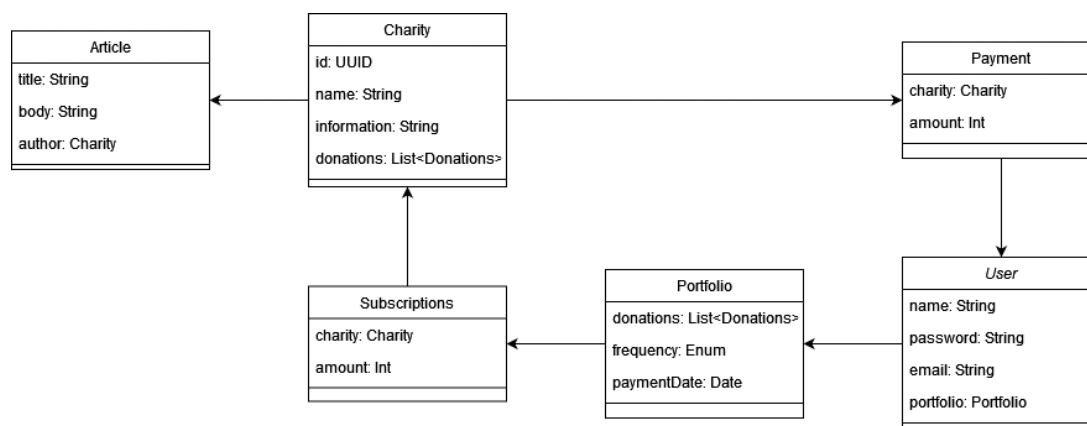 Article
title: String
body: String
author: Charity
Charity
id: UUID
name: String
information: String
donations: List<Donations>
Payment
charity: Charity
amount: Int
Subscriptions
charity: Charity
amount: Int
Portfolio
donations: List<Donations>
frequency: Enum
paymentDate: Date
User
name: String
password: String
email: String
portfolio: Portfolio